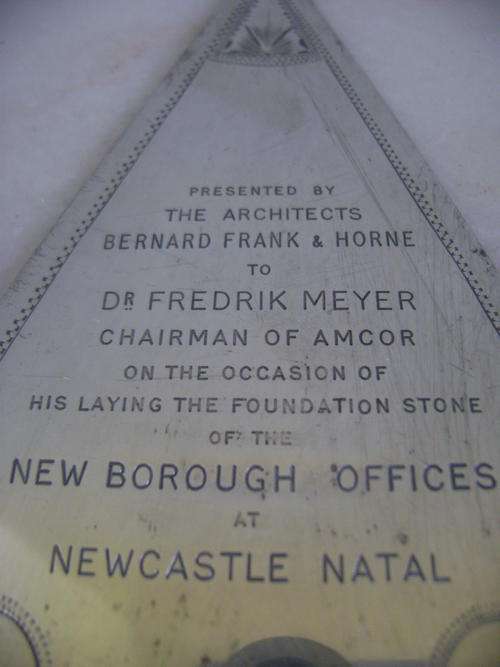 PRESENTED BY
THE ARCHITECTS
BERNARD FRANK & HORNE
TO
DR FREDRIK MEYER
CHAIRMAN OF AMCOR
ON THE OCCASION OF
HIS LAYING THE FOUNDATION STONE
OF THE
NEW BOROUGH OFFICES
AT
NEWCASTLE NATAL